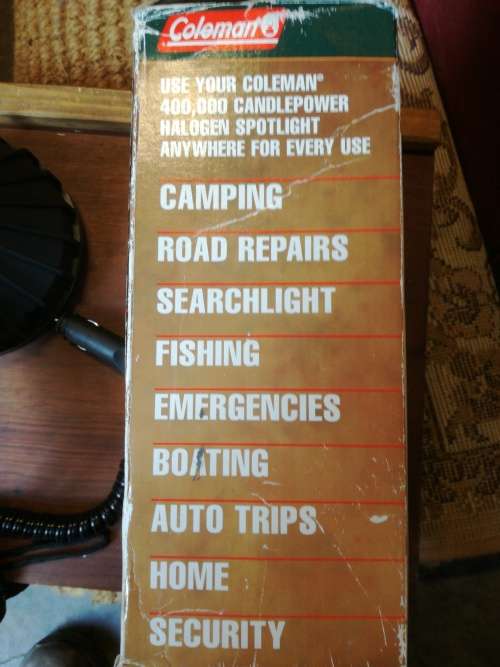 Coleman
USE YOUR COLEMAN®
400,000 CANDLEPOWER
HALOGEN SPOTLIGHT
ANYWHERE FOR EVERY USE
CAMPING
ROAD REPAIRS
SEARCHLIGHT
FISHING
EMERGENCIES
BOATING
AUTO TRIPS
HOME
SECURITY